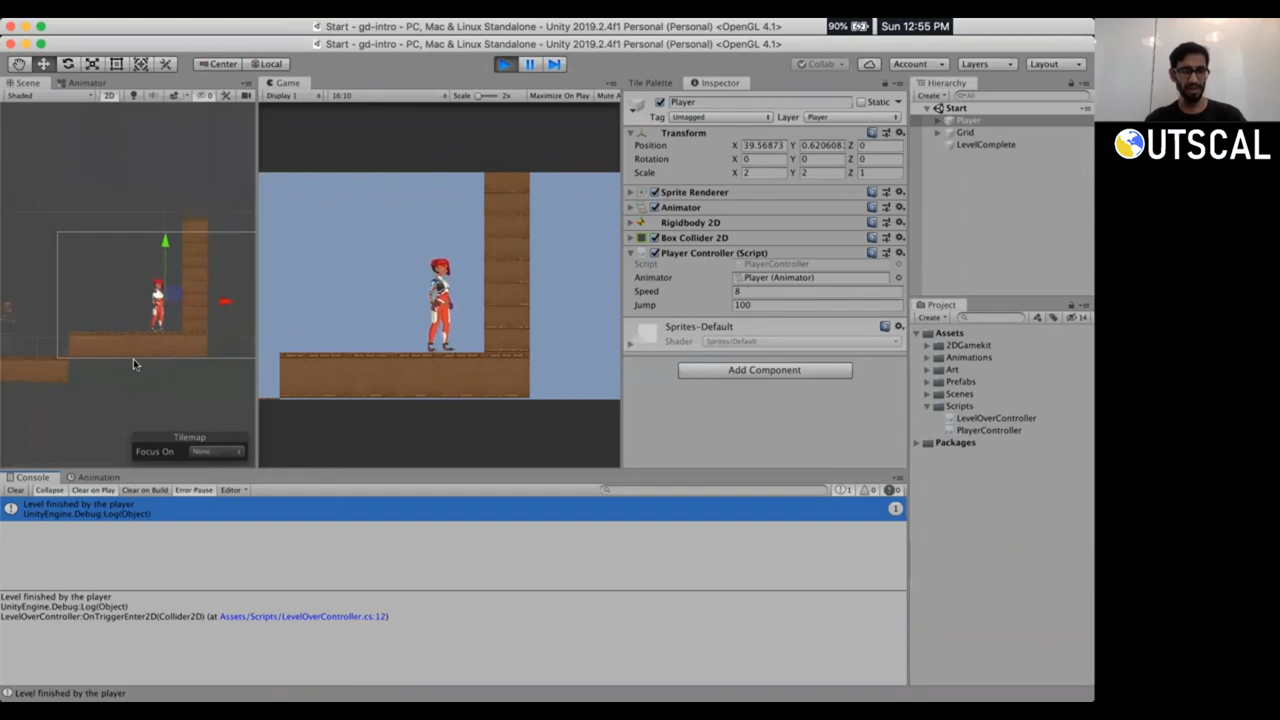 Start - gd-intro - PC, Mac & Linux Standalone - Unity 2019.2.4f1 Personal (Personal) <OpenGL 4.1>
90%
Sun 12:55 PM
Start - gd-intro - PC, Mac & Linux Standalone - Unity 2019.2.4f1 Personal (Personal) <OpenGL 4.1>
Center
Local
Collab
Account
Layers
Layout
Scene
Animator
Game
Tile Palette
Inspector
Hierarchy
Shaded
2D
0
Display 1
16:10
Scale
2x
Maximize On Play
Mute A
Player
Static
Create
All
Tag
Untagged
Layer
Player
Start
Player
Grid
LevelComplete
Transform
Position X 39.56873 Y 0.620608 Z 0
Rotation X 0 Y 0 Z 0
Scale X 2 Y 2 Z 1
Sprite Renderer
Animator
Rigidbody 2D
Box Collider 2D
Player Controller (Script)
Script PlayerController
Animator Player (Animator)
Speed 8
Jump 100
Sprites-Default
Shader Sprites/Default
Add Component
Project
Create
14
Assets
2DGamekit
Animations
Art
Prefabs
Scenes
Scripts
LevelOverController
PlayerController
Packages
Tilemap
Focus On None
Console
Animation
Clear
Collapse
Clear on Play
Clear on Build
Error Pause
Editor
1
0
0
Level finished by the player
UnityEngine.Debug:Log(Object)
1
Level finished by the player
UnityEngine.Debug:Log(Object)
LevelOverController:OnTriggerEnter2D(Collider2D) (at Assets/Scripts/LevelOverController.cs:12)
Level finished by the player
OUTSCAL